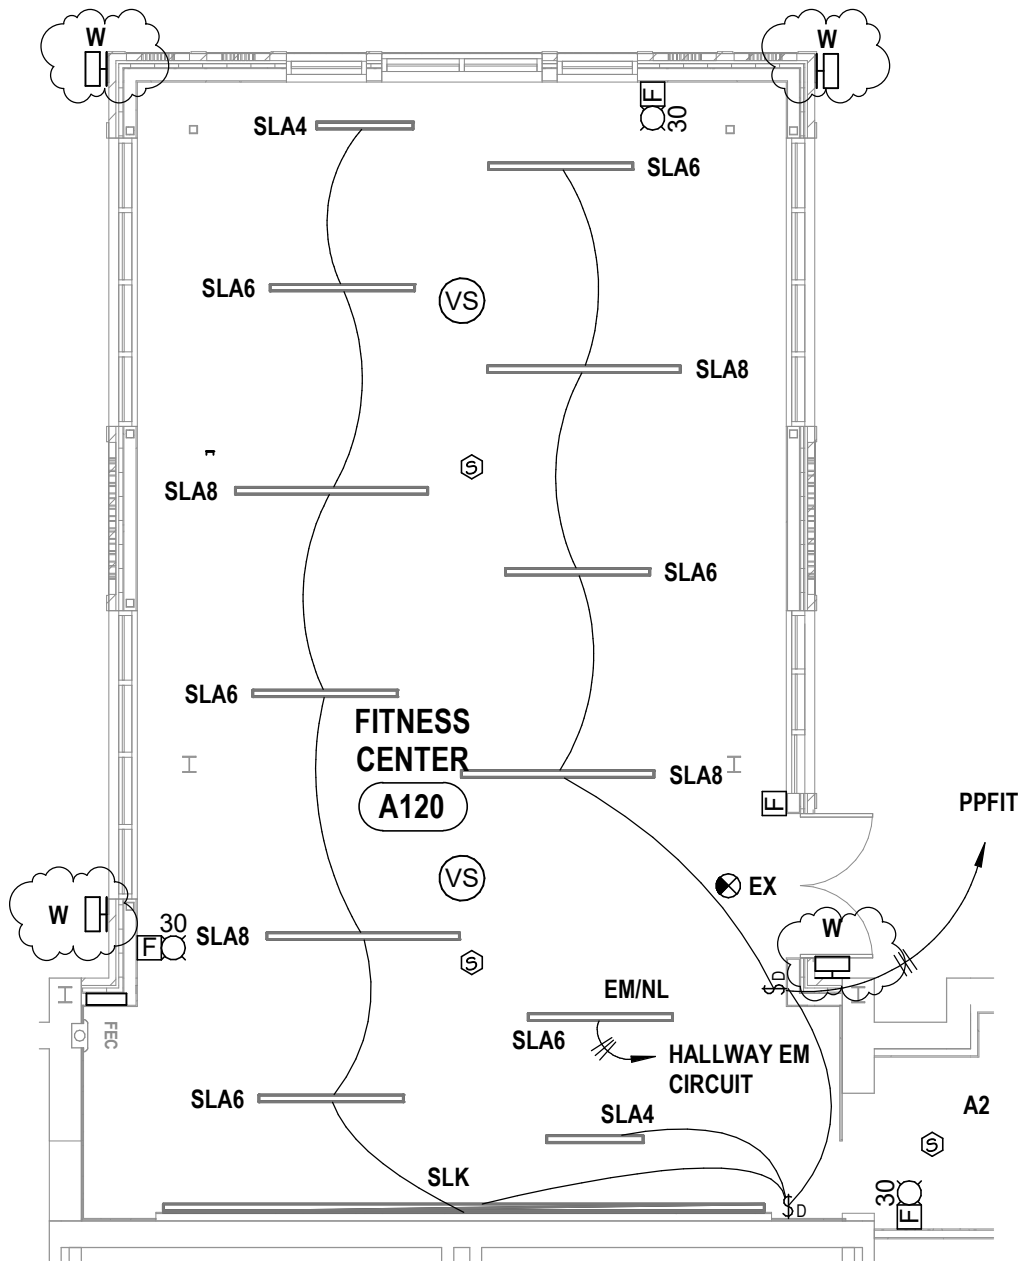 W
W
F
30
SLA4
SLA6
SLA6
VS
SLA8
S
SLA8
SLA6
SLA6
FITNESS
CENTER
A120
SLA8
F
PPFIT
VS
EX
W
30
F
SLA8
W
S
$D
EM/NL
SLA6
FEC
HALLWAY EM
CIRCUIT
SLA6
SLA4
A2
S
SLK
30
F
$D